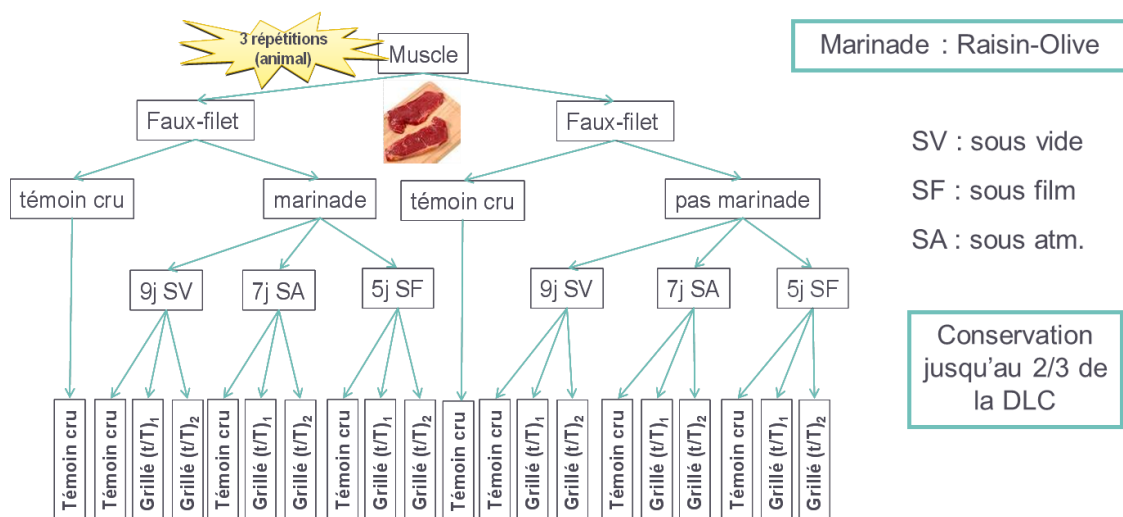 3 répétitions
(animal)
Muscle
Marinade : Raisin-Olive
Faux-filet
Faux-filet
SV : sous vide
SF : sous film
SA : sous atm.
témoin cru
marinade
témoin cru
pas marinade
9j SV
7j SA
5j SF
9j SV
7j SA
5j SF
Conservation
jusqu'au 2/3 de
la DLC
Témoin cru
Témoin cru
Grillé (t/T)1
Grillé (t/T)2
Témoin cru
Grillé (t/T)1
Grillé (t/T)2
Témoin cru
Grillé (t/T)1
Grillé (t/T)2
Témoin cru
Témoin cru
Grillé (t/T)1
Grillé (t/T)2
Témoin cru
Grillé (t/T)1
Grillé (t/T)2
Témoin cru
Grillé (t/T)1
Grillé (t/T)2